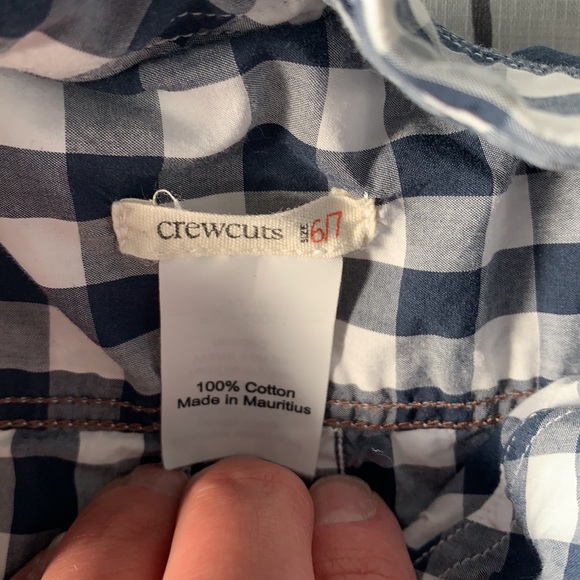 crewcuts SIZE 6/7
100% Cotton
Made in Mauritius